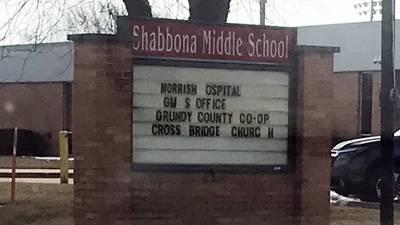 Shabbona Middle School
MORRISH OSPITAL
GM S OFFICE
GRUNDY COUNTY CO-OP
CROSS BRIDGE CHURC H